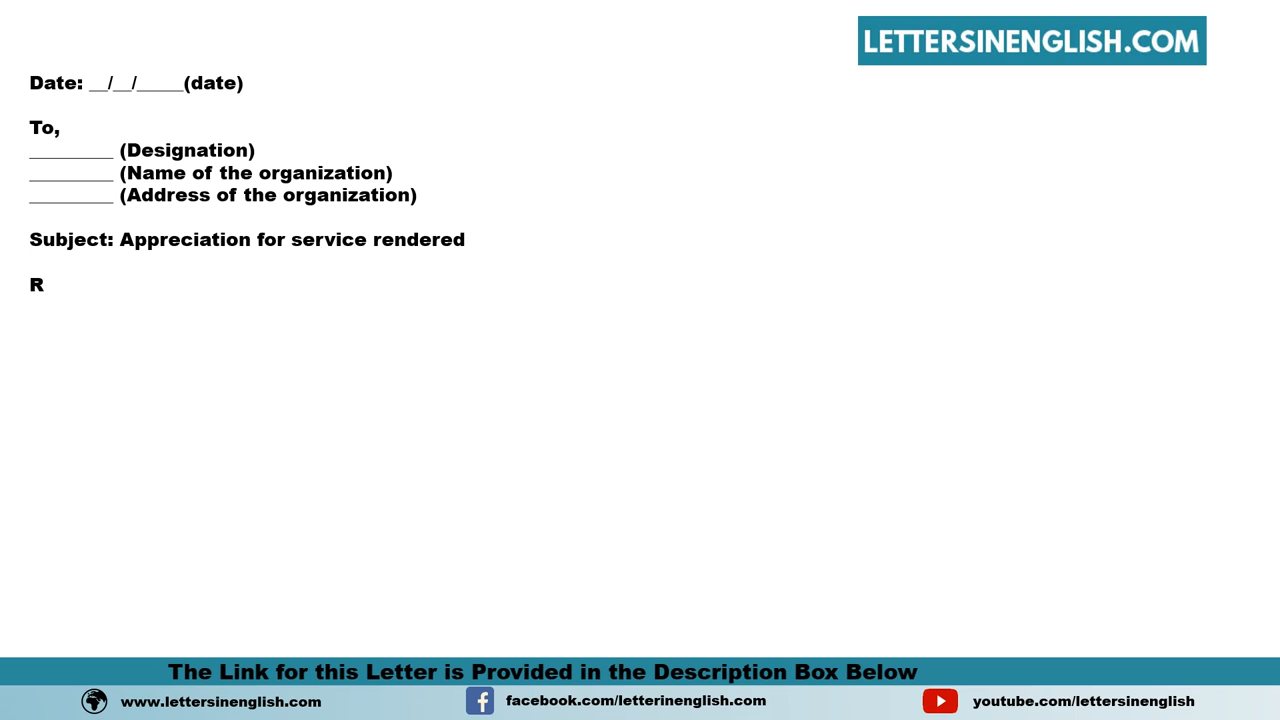 LETTERSINENGLISH.COM
Date: __/__/_____(date)
To,
_________ (Designation)
_________ (Name of the organization)
_________ (Address of the organization)
Subject: Appreciation for service rendered
R
The Link for this Letter is Provided in the Description Box Below
www.lettersinenglish.com
facebook.com/letterinenglish.com
youtube.com/lettersinenglish